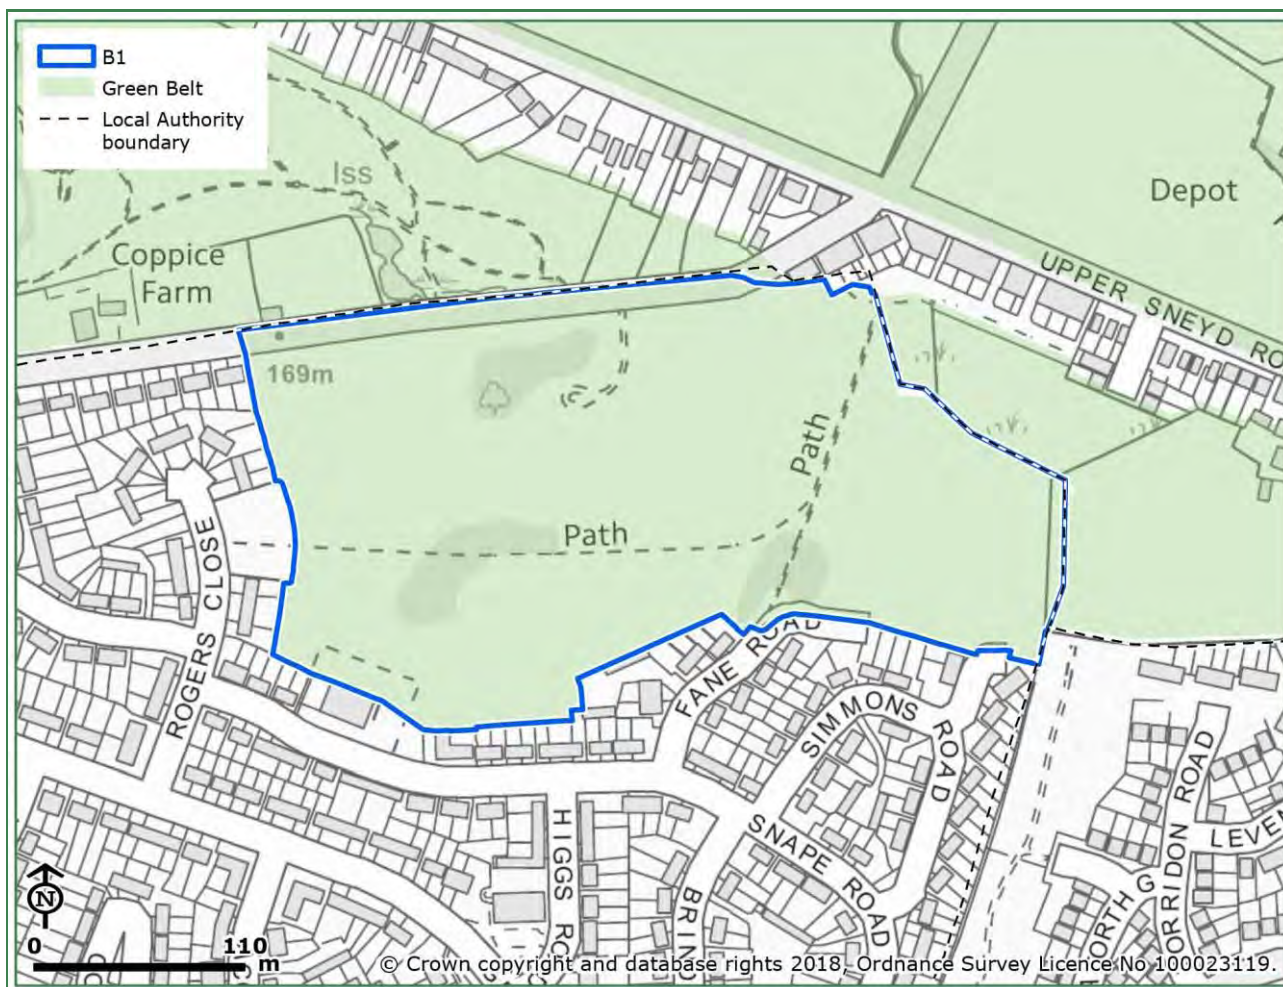 B1
Green Belt
Local Authority
boundary
Iss
Depot
Coppice
Farm
UPPER SNEYD RO
169m
Path
Path
ROGERS CLOSE
FANE ROAD
SIMMONS ROAD
SNAPE ROAD
HIGGS RO
BRIND
NORTH G
TORRIDON ROAD
LEVEN
N
0 110
m
© Crown copyright and database rights 2018, Ordnance Survey Licence No 100023119.